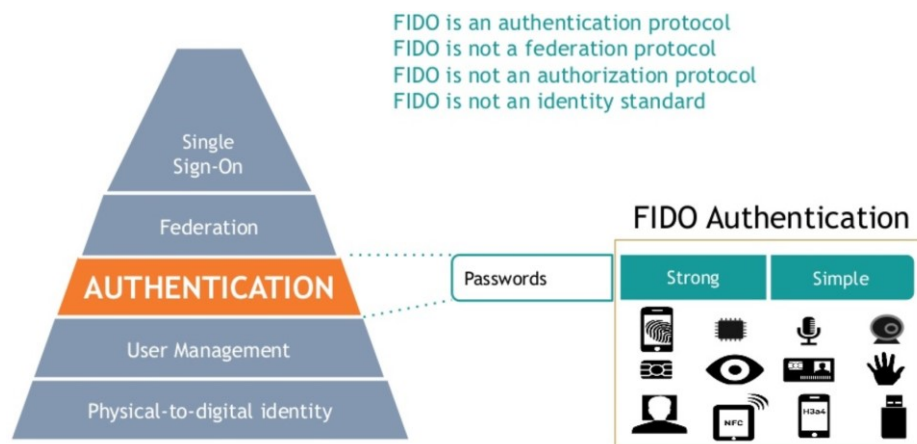 FIDO is an authentication protocol
FIDO is not a federation protocol
FIDO is not an authorization protocol
FIDO is not an identity standard
Single
Sign-On
Federation
AUTHENTICATION
User Management
Physical-to-digital identity
FIDO Authentication
Passwords
Strong
Simple
NFC
H3a4